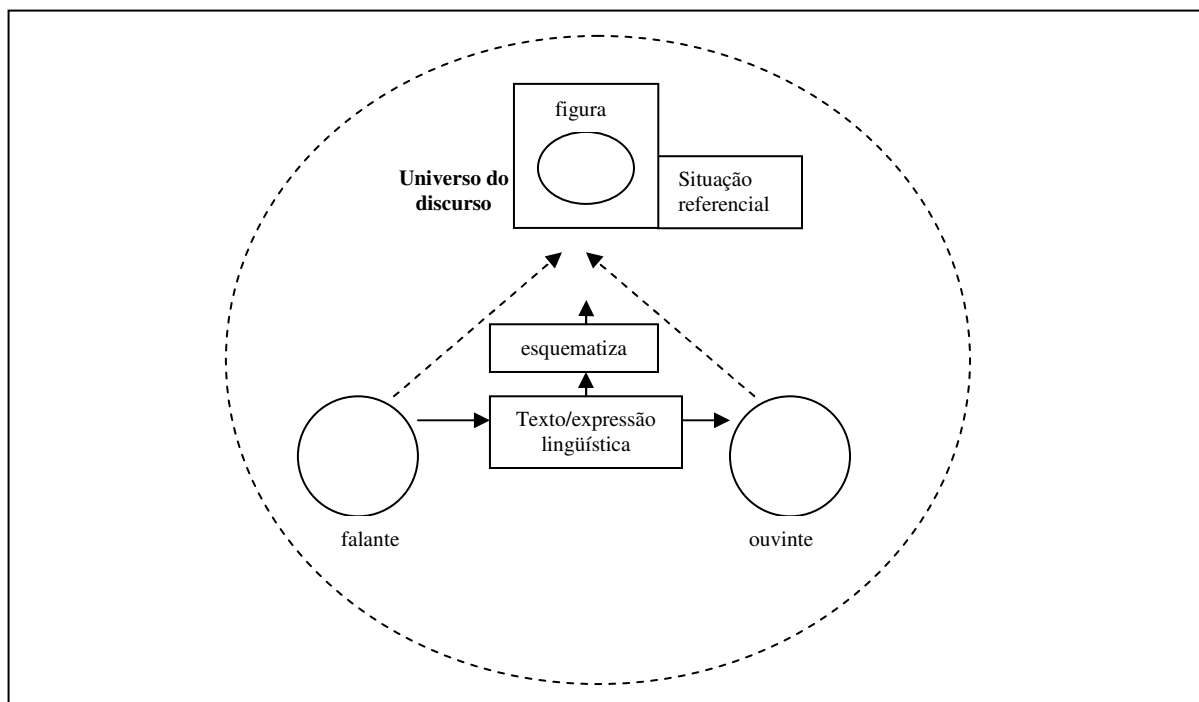 figura
Universo do
discurso
Situação
referencial
esquematiza
Texto/expressão
lingüística
falante
ouvinte